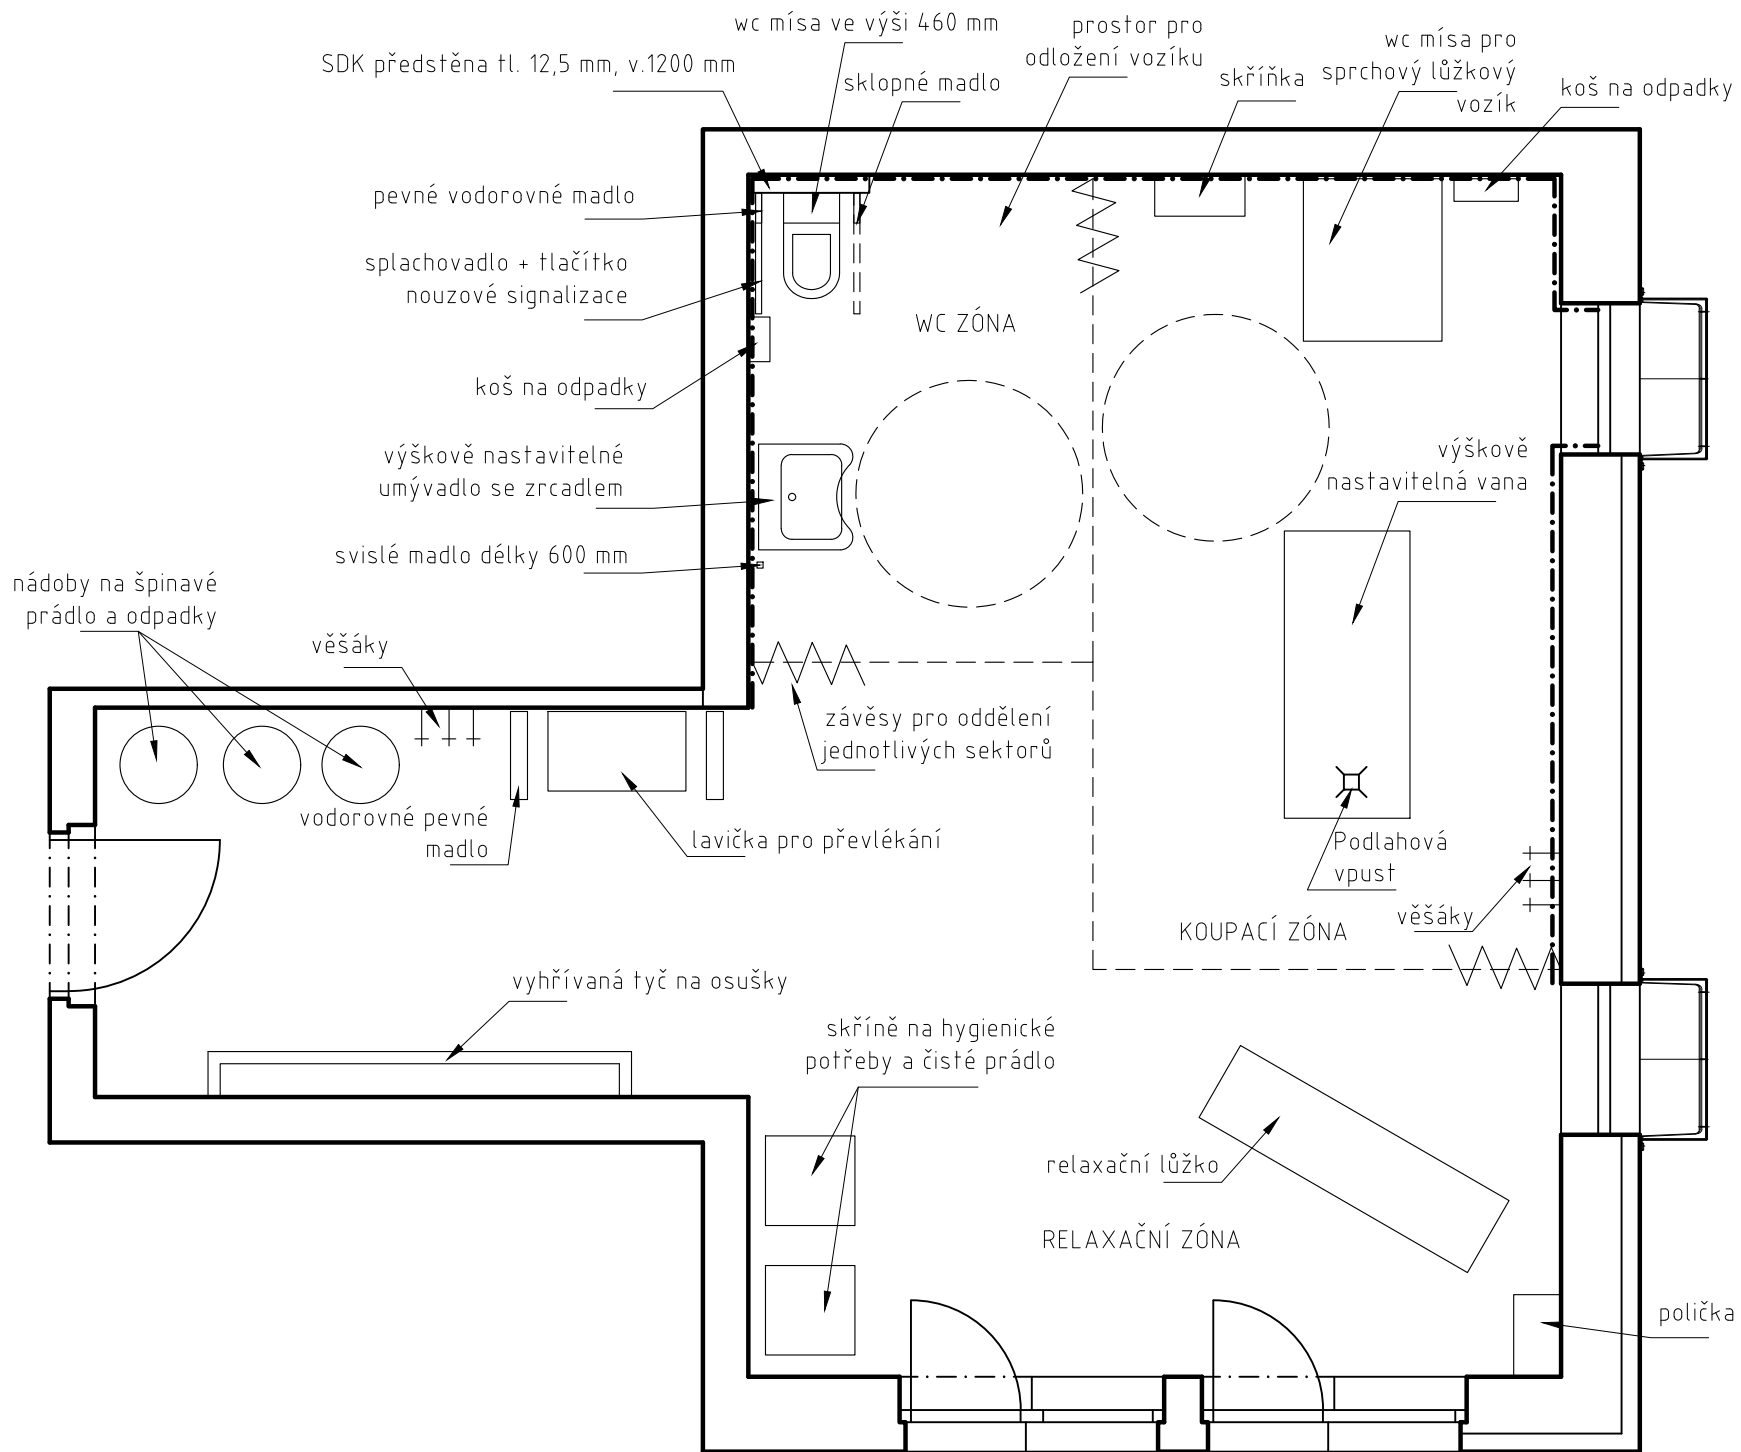 wc mísa ve výši 460 mm
prostor pro
odložení vozíku
wc mísa pro
sprchový lůžkový
vozík
SDK předstěna tl. 12,5 mm, v.1200 mm
sklopné madlo
skříňka
koš na odpadky
pevné vodorovné madlo
splachovadlo + tlačítko
nouzové signalizace
WC ZÓNA
koš na odpadky
výškově nastavitelné
umývadlo se zrcadlem
výškově
nastavitelná vana
svislé madlo délky 600 mm
nádoby na špinavé
prádlo a odpadky
věšáky
závěsy pro oddělení
jednotlivých sektorů
vodorovné pevné
madlo
lavička pro převlékání
Podlahová
vpust
věšáky
KOUPACÍ ZÓNA
vyhřívaná tyč na osušky
skříně na hygienické
potřeby a čisté prádlo
relaxační lůžko
RELAXAČNÍ ZÓNA
polička